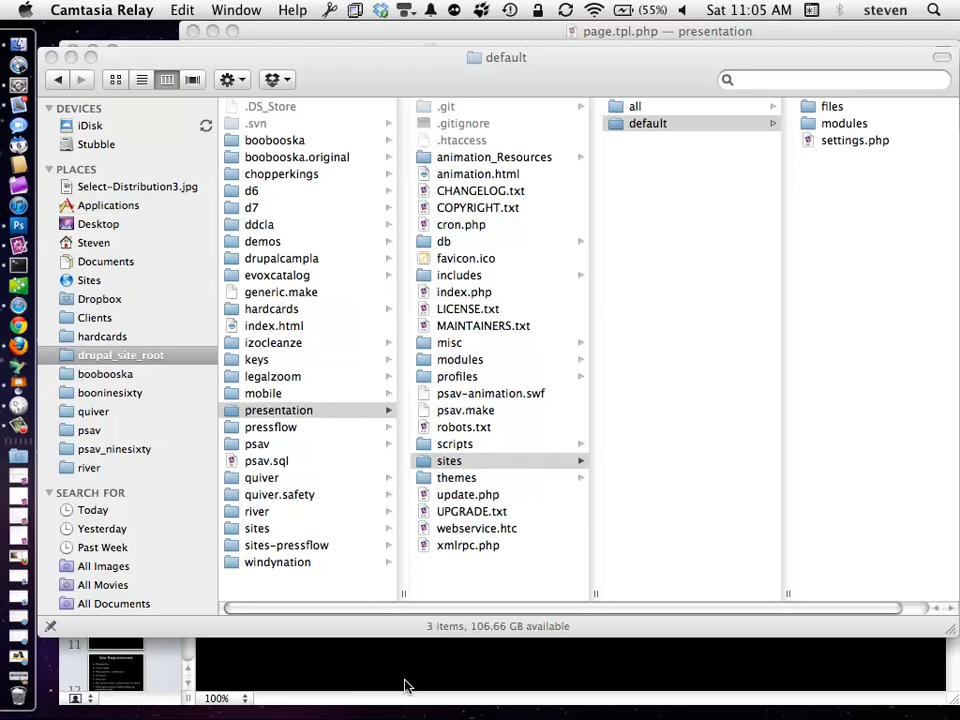 Camtasia Relay Edit Window Help (55%) Sat 11:05 AM steven
page.tpl.php — presentation
default
DEVICES
iDisk
Stubble
PLACES
Select-Distribution3.jpg
Applications
Desktop
Steven
Documents
Sites
Dropbox
Clients
hardcards
drupal_site_root
boobooska
booninesixty
quiver
psav
psav_ninesixty
river
SEARCH FOR
Today
Yesterday
Past Week
All Images
All Movies
All Documents
.DS_Store
.svn
boobooska
boobooska.original
chopperkings
d6
d7
ddcla
demos
drupalcampla
evoxcatalog
generic.make
hardcards
index.html
izocleanze
keys
legalzoom
mobile
presentation
pressflow
psav
psav.sql
quiver
quiver.safety
river
sites
sites-pressflow
windynation
.git
.gitignore
.htaccess
animation_Resources
animation.html
CHANGELOG.txt
COPYRIGHT.txt
cron.php
db
favicon.ico
includes
index.php
LICENSE.txt
MAINTAINERS.txt
misc
modules
profiles
psav-animation.swf
psav.make
robots.txt
scripts
sites
themes
update.php
UPGRADE.txt
webservice.htc
xmlrpc.php
all
default
files
modules
settings.php
3 items, 106.66 GB available
11
12
Site Requirements
100%